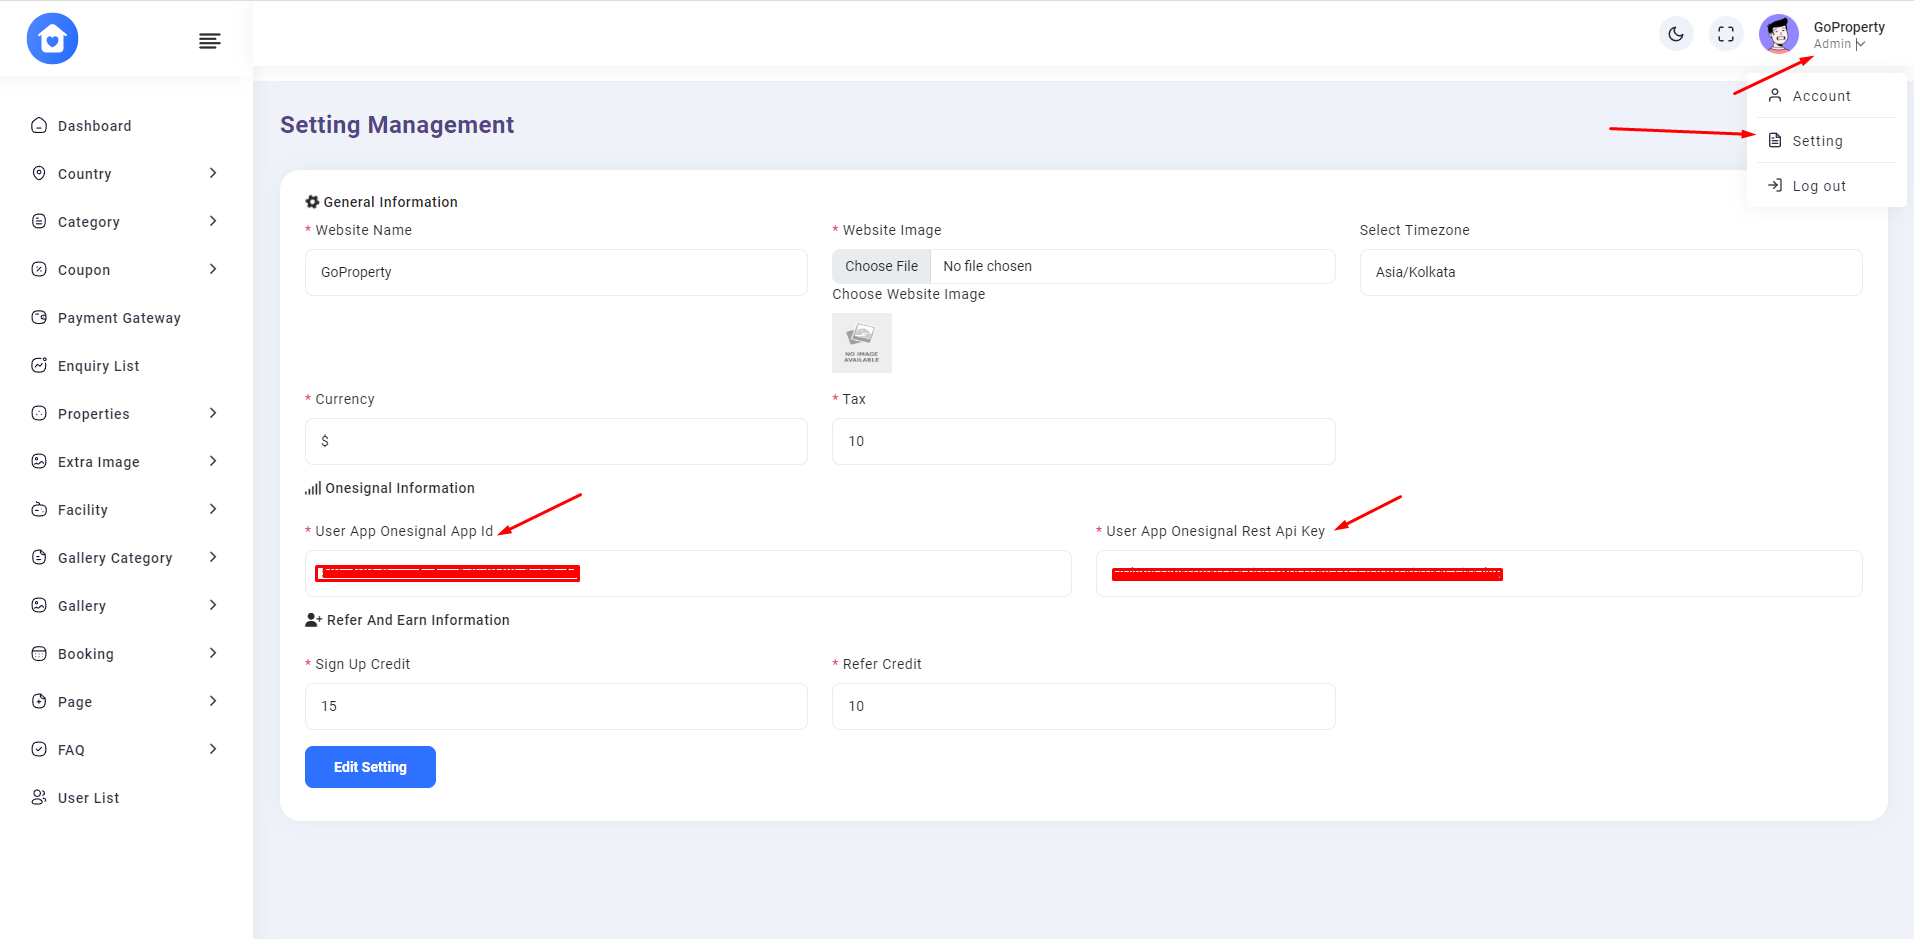 GoProperty
Admin
Account
Setting
Log out
Dashboard
Country
Category
Coupon
Payment Gateway
Enquiry List
Properties
Extra Image
Facility
Gallery Category
Gallery
Booking
Page
FAQ
User List
Setting Management
General Information
* Website Name
* Website Image
Select Timezone
GoProperty
Choose File No file chosen
Asia/Kolkata
Choose Website Image
NO IMAGE
AVAILABLE
* Currency
* Tax
$
10
Onesignal Information
* User App Onesignal App Id
* User App Onesignal Rest Api Key
Refer And Earn Information
* Sign Up Credit
* Refer Credit
15
10
Edit Setting